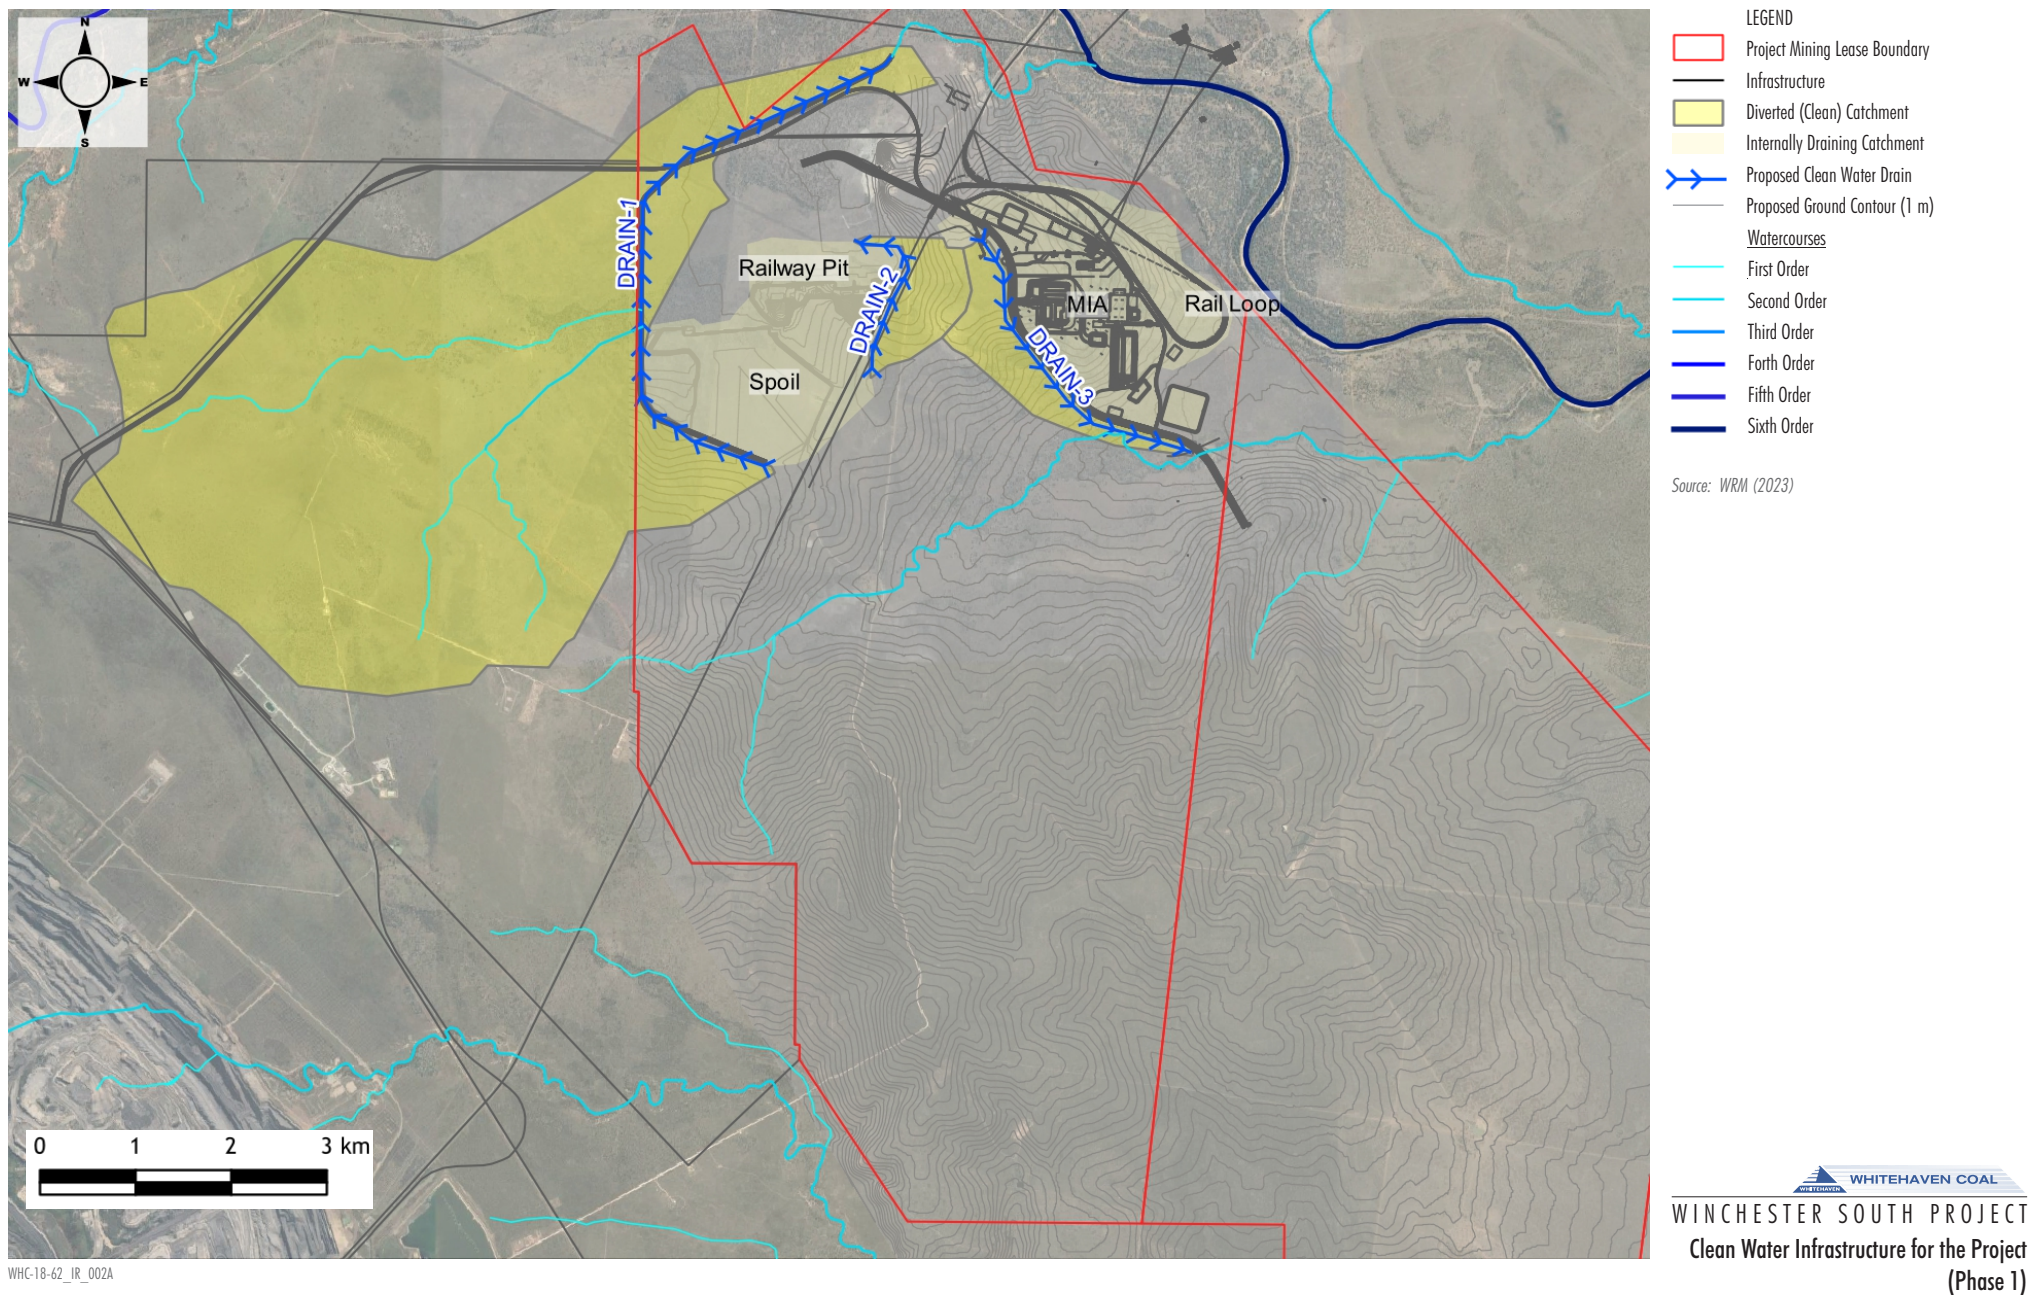 N
W
E
S
DRAIN-1
Railway Pit
DRAIN-2
MIA
Rail Loop
DRAIN-3
Spoil
0 1 2 3 km
WHC-18-62_IR_002A
LEGEND
Project Mining Lease Boundary
Infrastructure
Diverted (Clean) Catchment
Internally Draining Catchment
Proposed Clean Water Drain
Proposed Ground Contour (1 m)
Watercourses
First Order
Second Order
Third Order
Forth Order
Fifth Order
Sixth Order
Source: WRM (2023)
WHITEHAVEN
WHITEHAVEN COAL
WINCHESTER SOUTH PROJECT
Clean Water Infrastructure for the Project
(Phase 1)